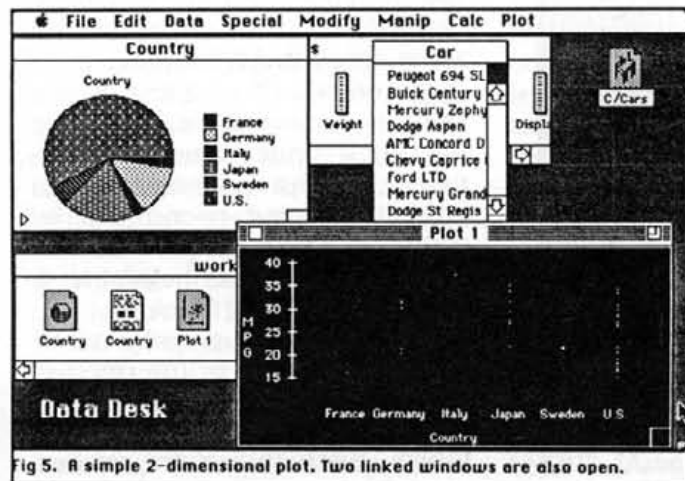 File Edit Data Special Modify Manip Calc Plot
Country
Country
France
Germany
Italy
Japan
Sweden
U.S.
s
Weight
Car
Peugeot 694 SL
Buick Century
Mercury Zephy
Dodge Aspen
AMC Concord D
Chevy Caprice
Ford LTD
Mercury Grand
Dodge St Regis
Displa
C/Cars
work
Country Country Plot 1
Data Desk
Plot 1
40
35
30
25
20
15
MPG
France Germany Italy Japan Sweden U.S
Country
Fig 5. A simple 2-dimensional plot. Two linked windows are also open.